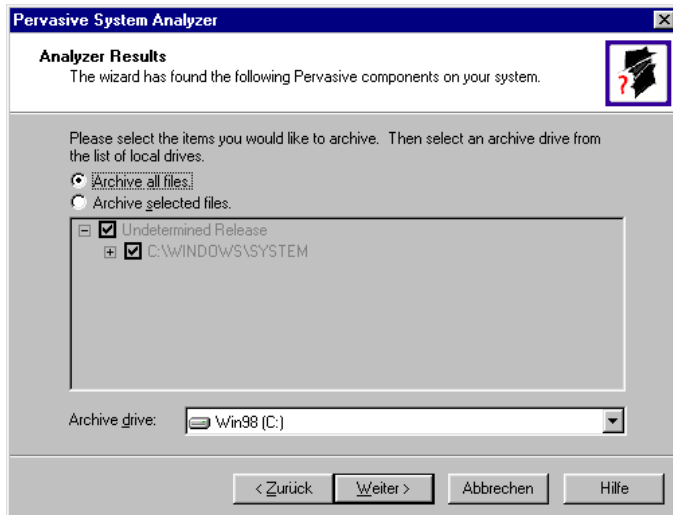 Pervasive System Analyzer
Analyzer Results
The wizard has found the following Pervasive components on your system.
?
Please select the items you would like to archive. Then select an archive drive from
the list of local drives.
Archive all files.
Archive selected files.
Undetermined Release
C:\WINDOWS\SYSTEM
Archive drive: Win98 (C:)
< Zurück Weiter > Abbrechen Hilfe